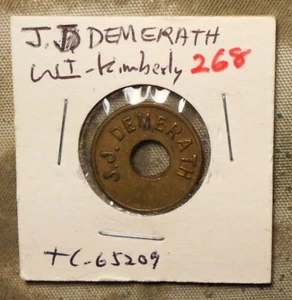 J.J. DEMERATH
WI-Kimberly 268
J.J. DEMERATH
TC-65209